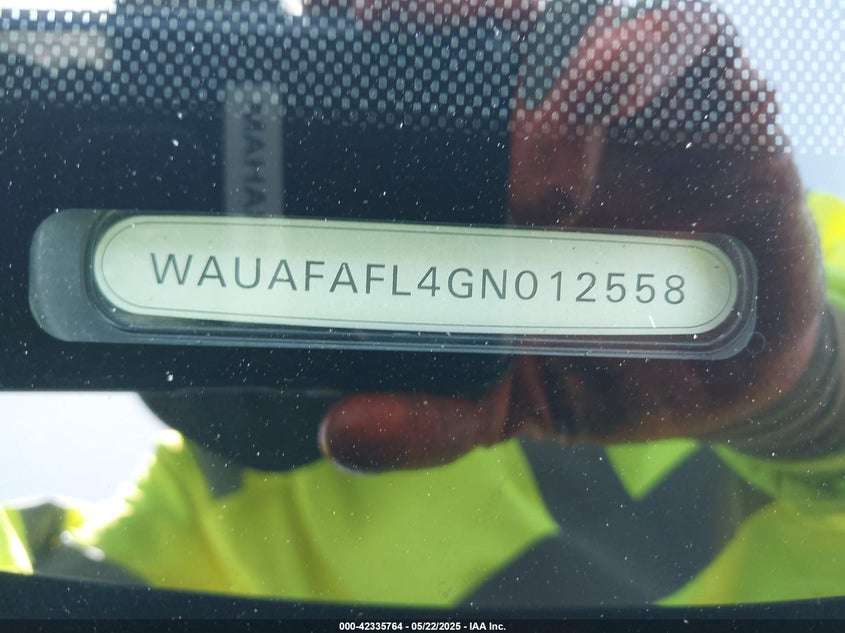 WAUAFAFL4GN012558
000-42335764 - 05/22/2025 - IAA Inc.